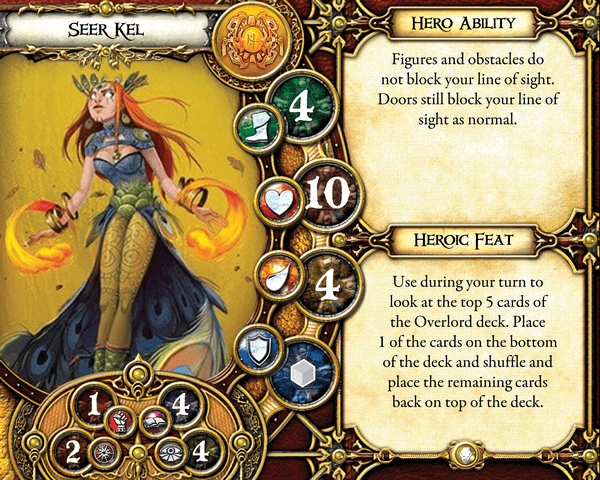 Seer Kel
4
10
4
1
4
2
4
Hero Ability
Figures and obstacles do
not block your line of sight.
Doors still block your line of
sight as normal.
Heroic Feat
Use during your turn to
look at the top 5 cards of
the Overlord deck. Place
1 of the cards on the bottom
of the deck and shuffle and
place the remaining cards
back on top of the deck.